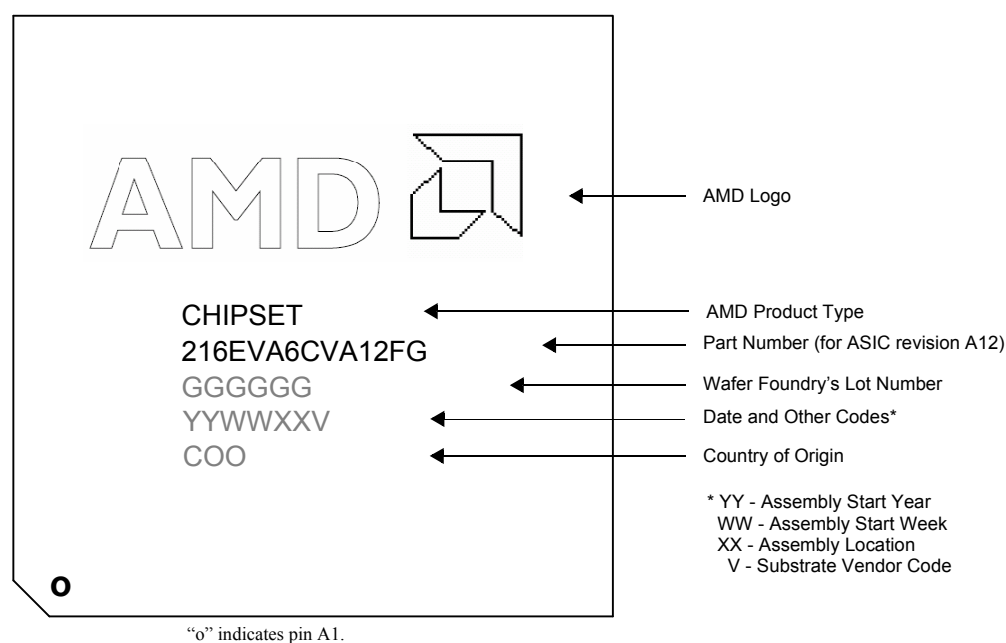 AMD
AMD Logo
CHIPSET
AMD Product Type
216EVA6CVA12FG
Part Number (for ASIC revision A12)
GGGGGG
Wafer Foundry’s Lot Number
YYWWXXV
Date and Other Codes*
COO
Country of Origin
* YY - Assembly Start Year
WW - Assembly Start Week
XX - Assembly Location
V - Substrate Vendor Code
o
“o” indicates pin A1.